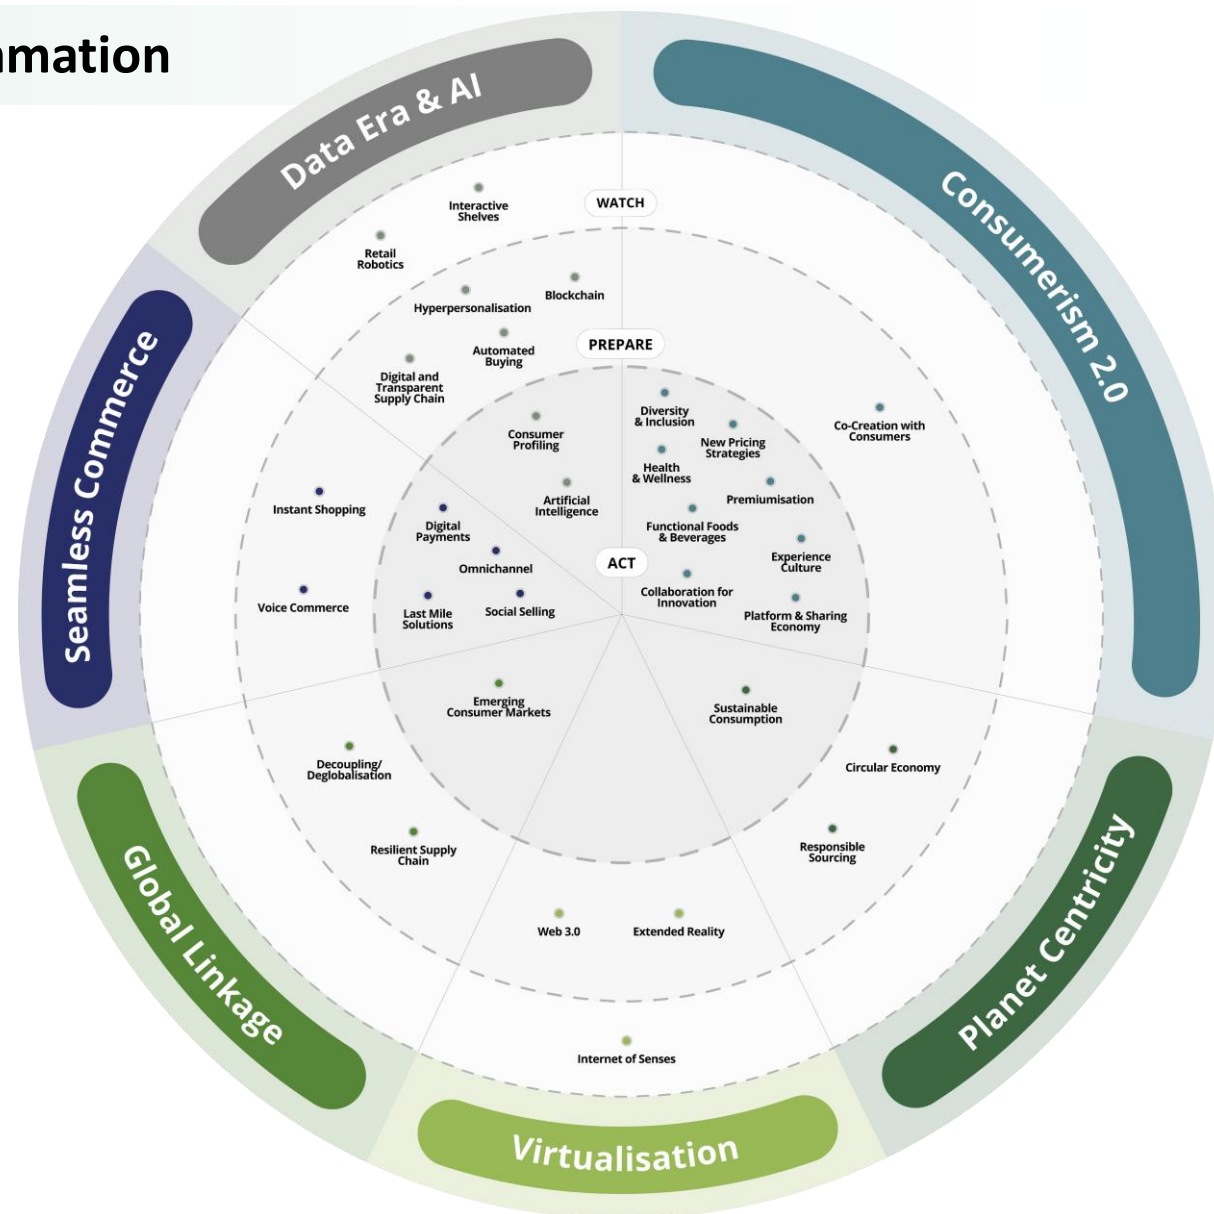 amation
Data Era & AI
Consumerism 2.0
Seamless Commerce
Global Linkage
Virtualisation
Planet Centricity
WATCH
PREPARE
ACT
Interactive
Shelves
Retail
Robotics
Hyperpersonalisation
Blockchain
Automated
Buying
Digital and
Transparent
Supply Chain
Consumer
Profiling
Artificial
Intelligence
Diversity
& Inclusion
New Pricing
Strategies
Health
& Wellness
Premiumisation
Functional Foods
& Beverages
Experience
Culture
Collaboration for
Innovation
Platform & Sharing
Economy
Co-Creation with
Consumers
Instant Shopping
Digital
Payments
Omnichannel
Voice Commerce
Last Mile
Solutions
Social Selling
Emerging
Consumer Markets
Decoupling/
Deglobalisation
Resilient Supply
Chain
Sustainable
Consumption
Circular Economy
Responsible
Sourcing
Web 3.0
Extended Reality
Internet of Senses